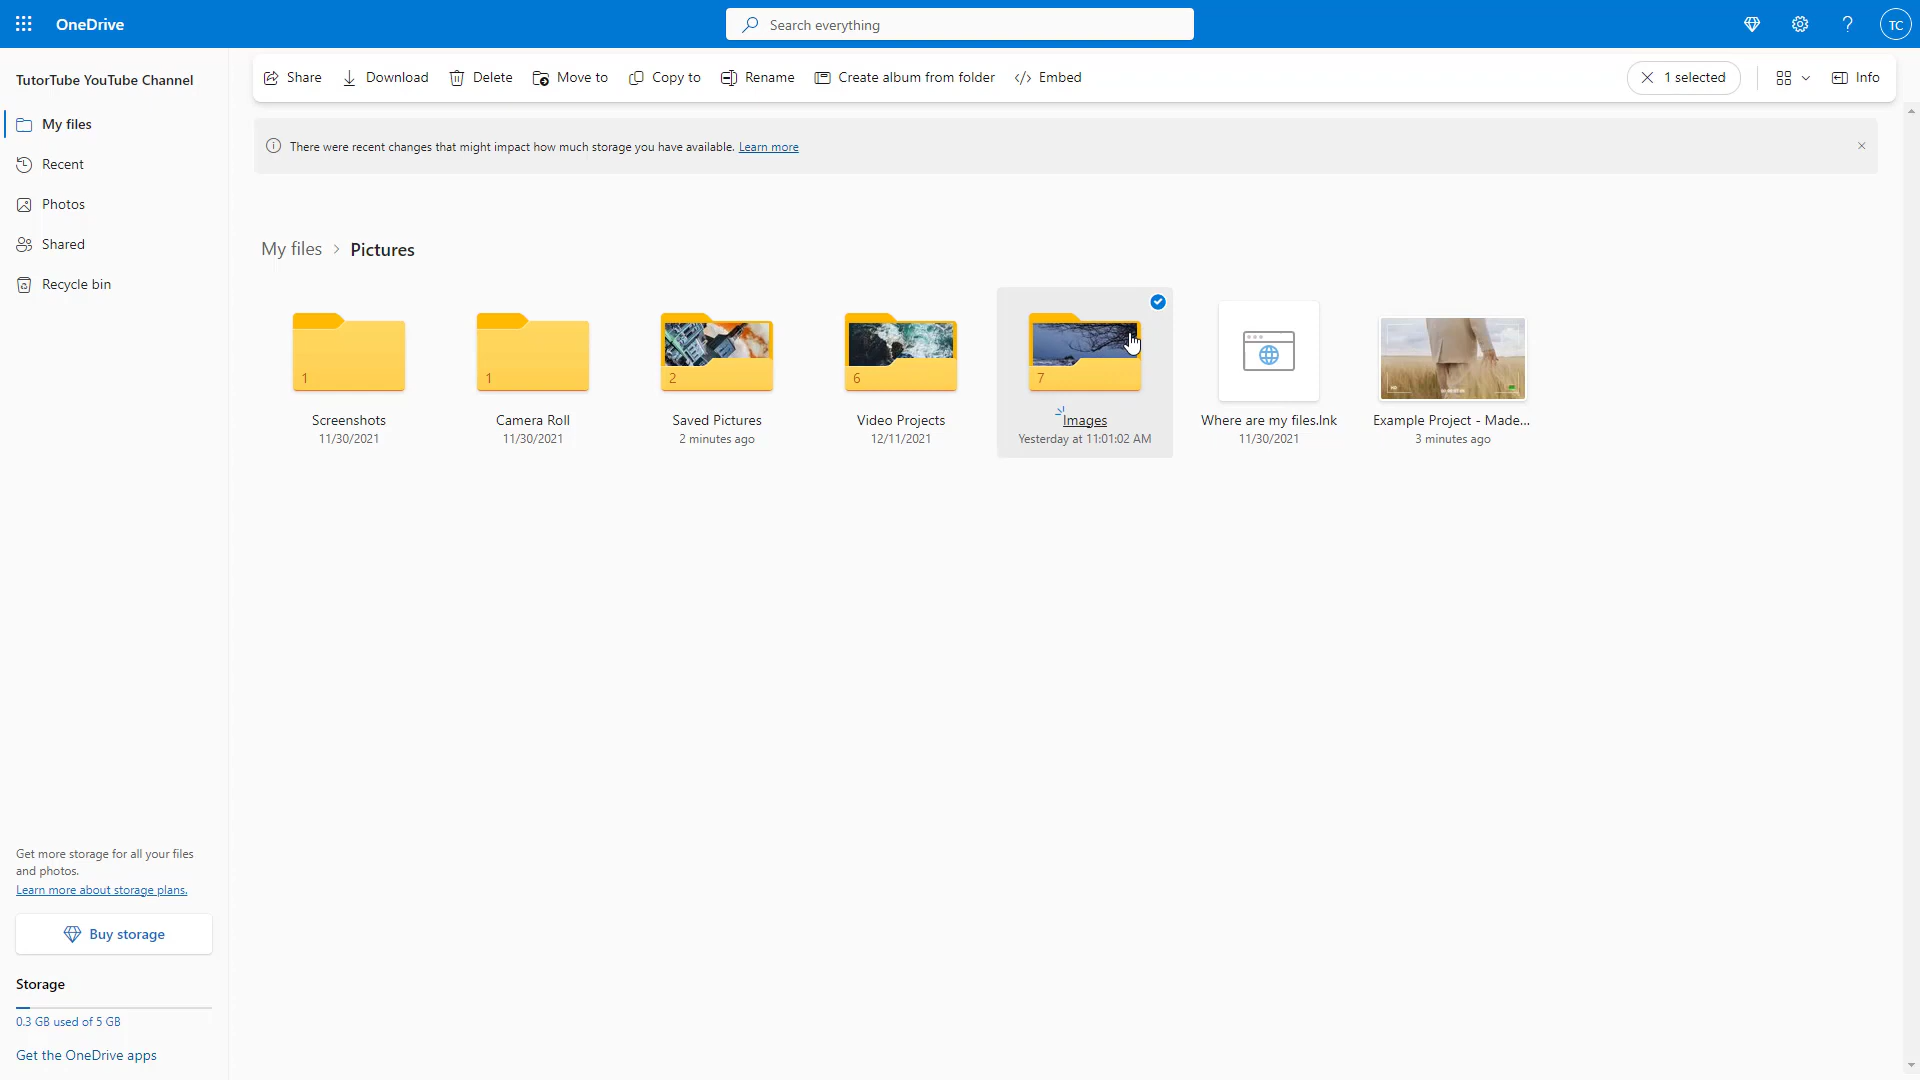 OneDrive
Search everything
TC
TutorTube YouTube Channel
My files
Recent
Photos
Shared
Recycle bin
Get more storage for all your files
and photos.
Learn more about storage plans.
Buy storage
Storage
0.3 GB used of 5 GB
Get the OneDrive apps
Share
Download
Delete
Move to
Copy to
Rename
Create album from folder
Embed
1 selected
Info
There were recent changes that might impact how much storage you have available. Learn more
My files > Pictures
1
Screenshots
11/30/2021
1
Camera Roll
11/30/2021
2
Saved Pictures
2 minutes ago
6
Video Projects
12/11/2021
7
Images
Yesterday at 11:01:02 AM
Where are my files.lnk
11/30/2021
Example Project - Made...
3 minutes ago